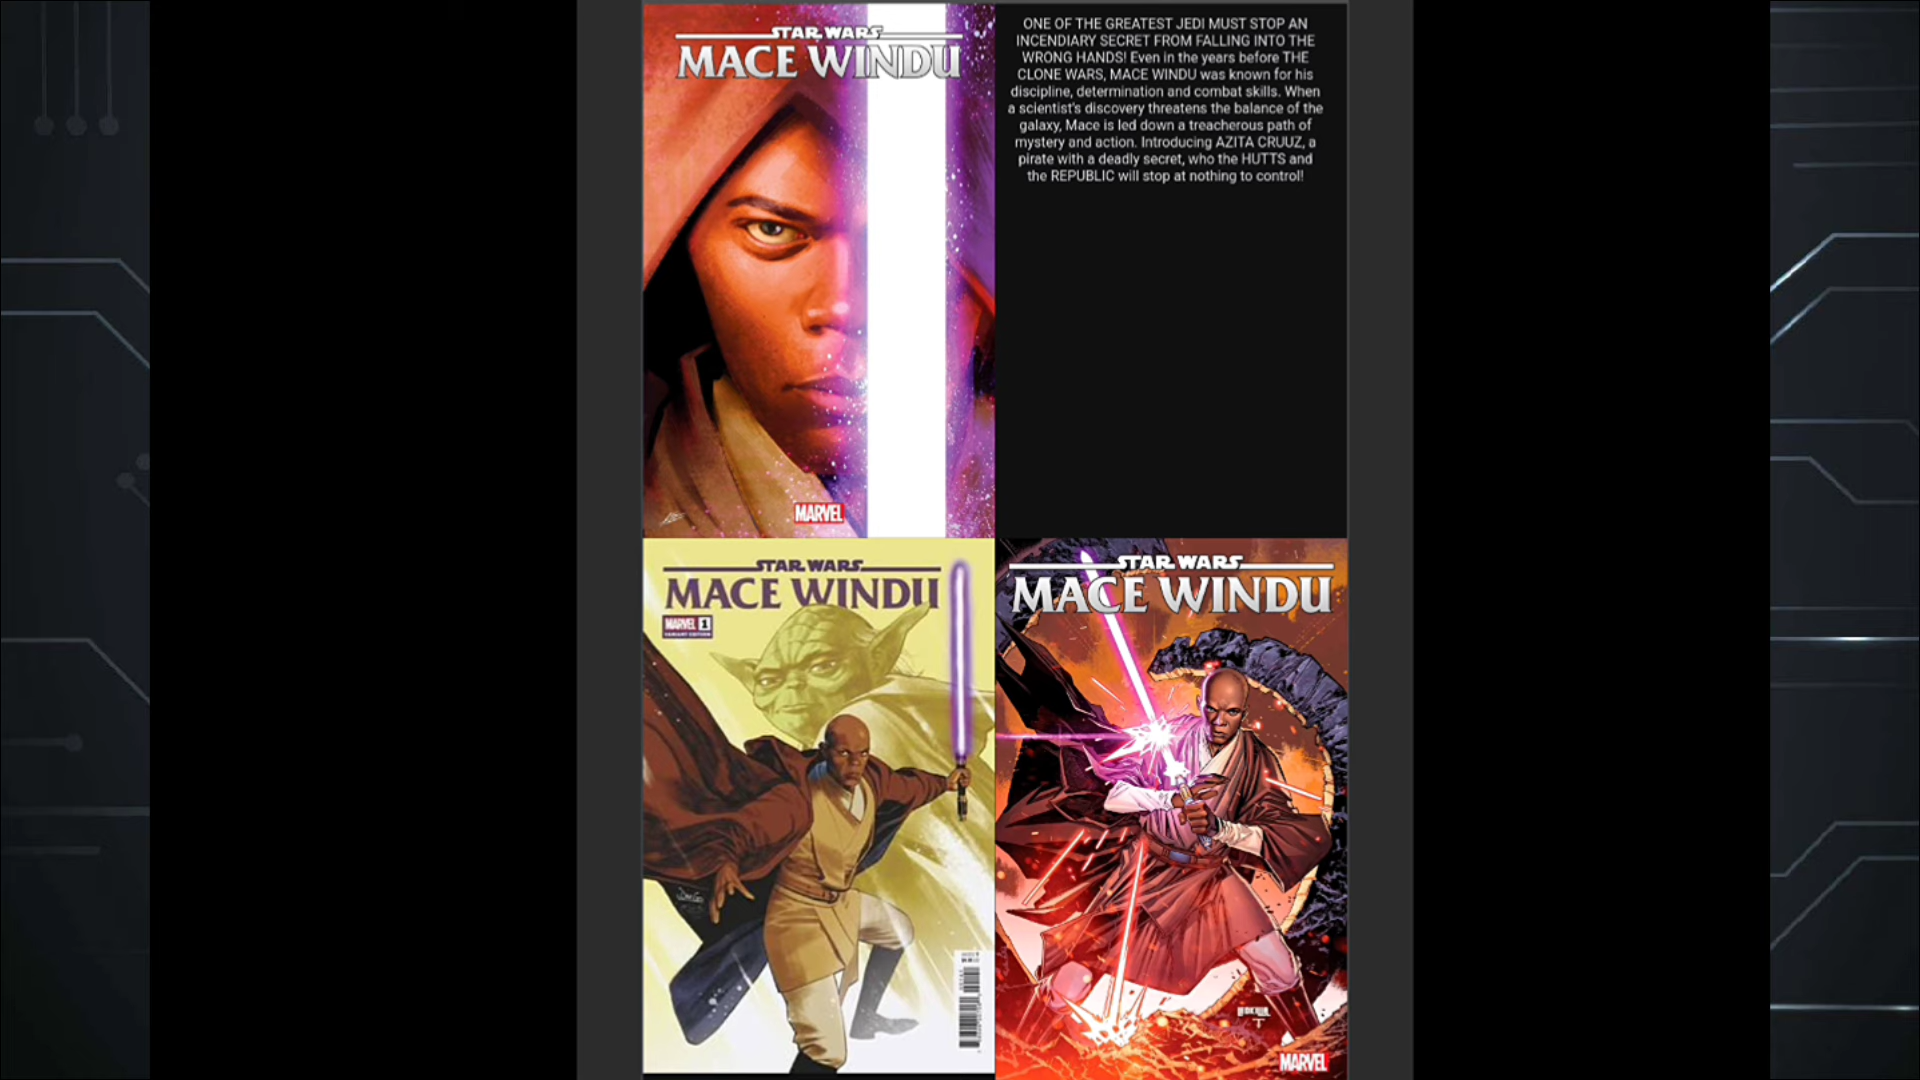 STAR WARS
MACE WINDU
MARVEL
ONE OF THE GREATEST JEDI MUST STOP AN
INCENDIARY SECRET FROM FALLING INTO THE
WRONG HANDS! Even in the years before THE
CLONE WARS, MACE WINDU was known for his
discipline, determination and combat skills. When
a scientist's discovery threatens the balance of the
galaxy, Mace is led down a treacherous path of
mystery and action. Introducing AZITA CRUUZ, a
pirate with a deadly secret, who the HUTTS and
the REPUBLIC will stop at nothing to control!
STAR WARS
MACE WINDU
MARVEL 1
VARIANT EDITION
STAR WARS
MACE WINDU
MARVEL